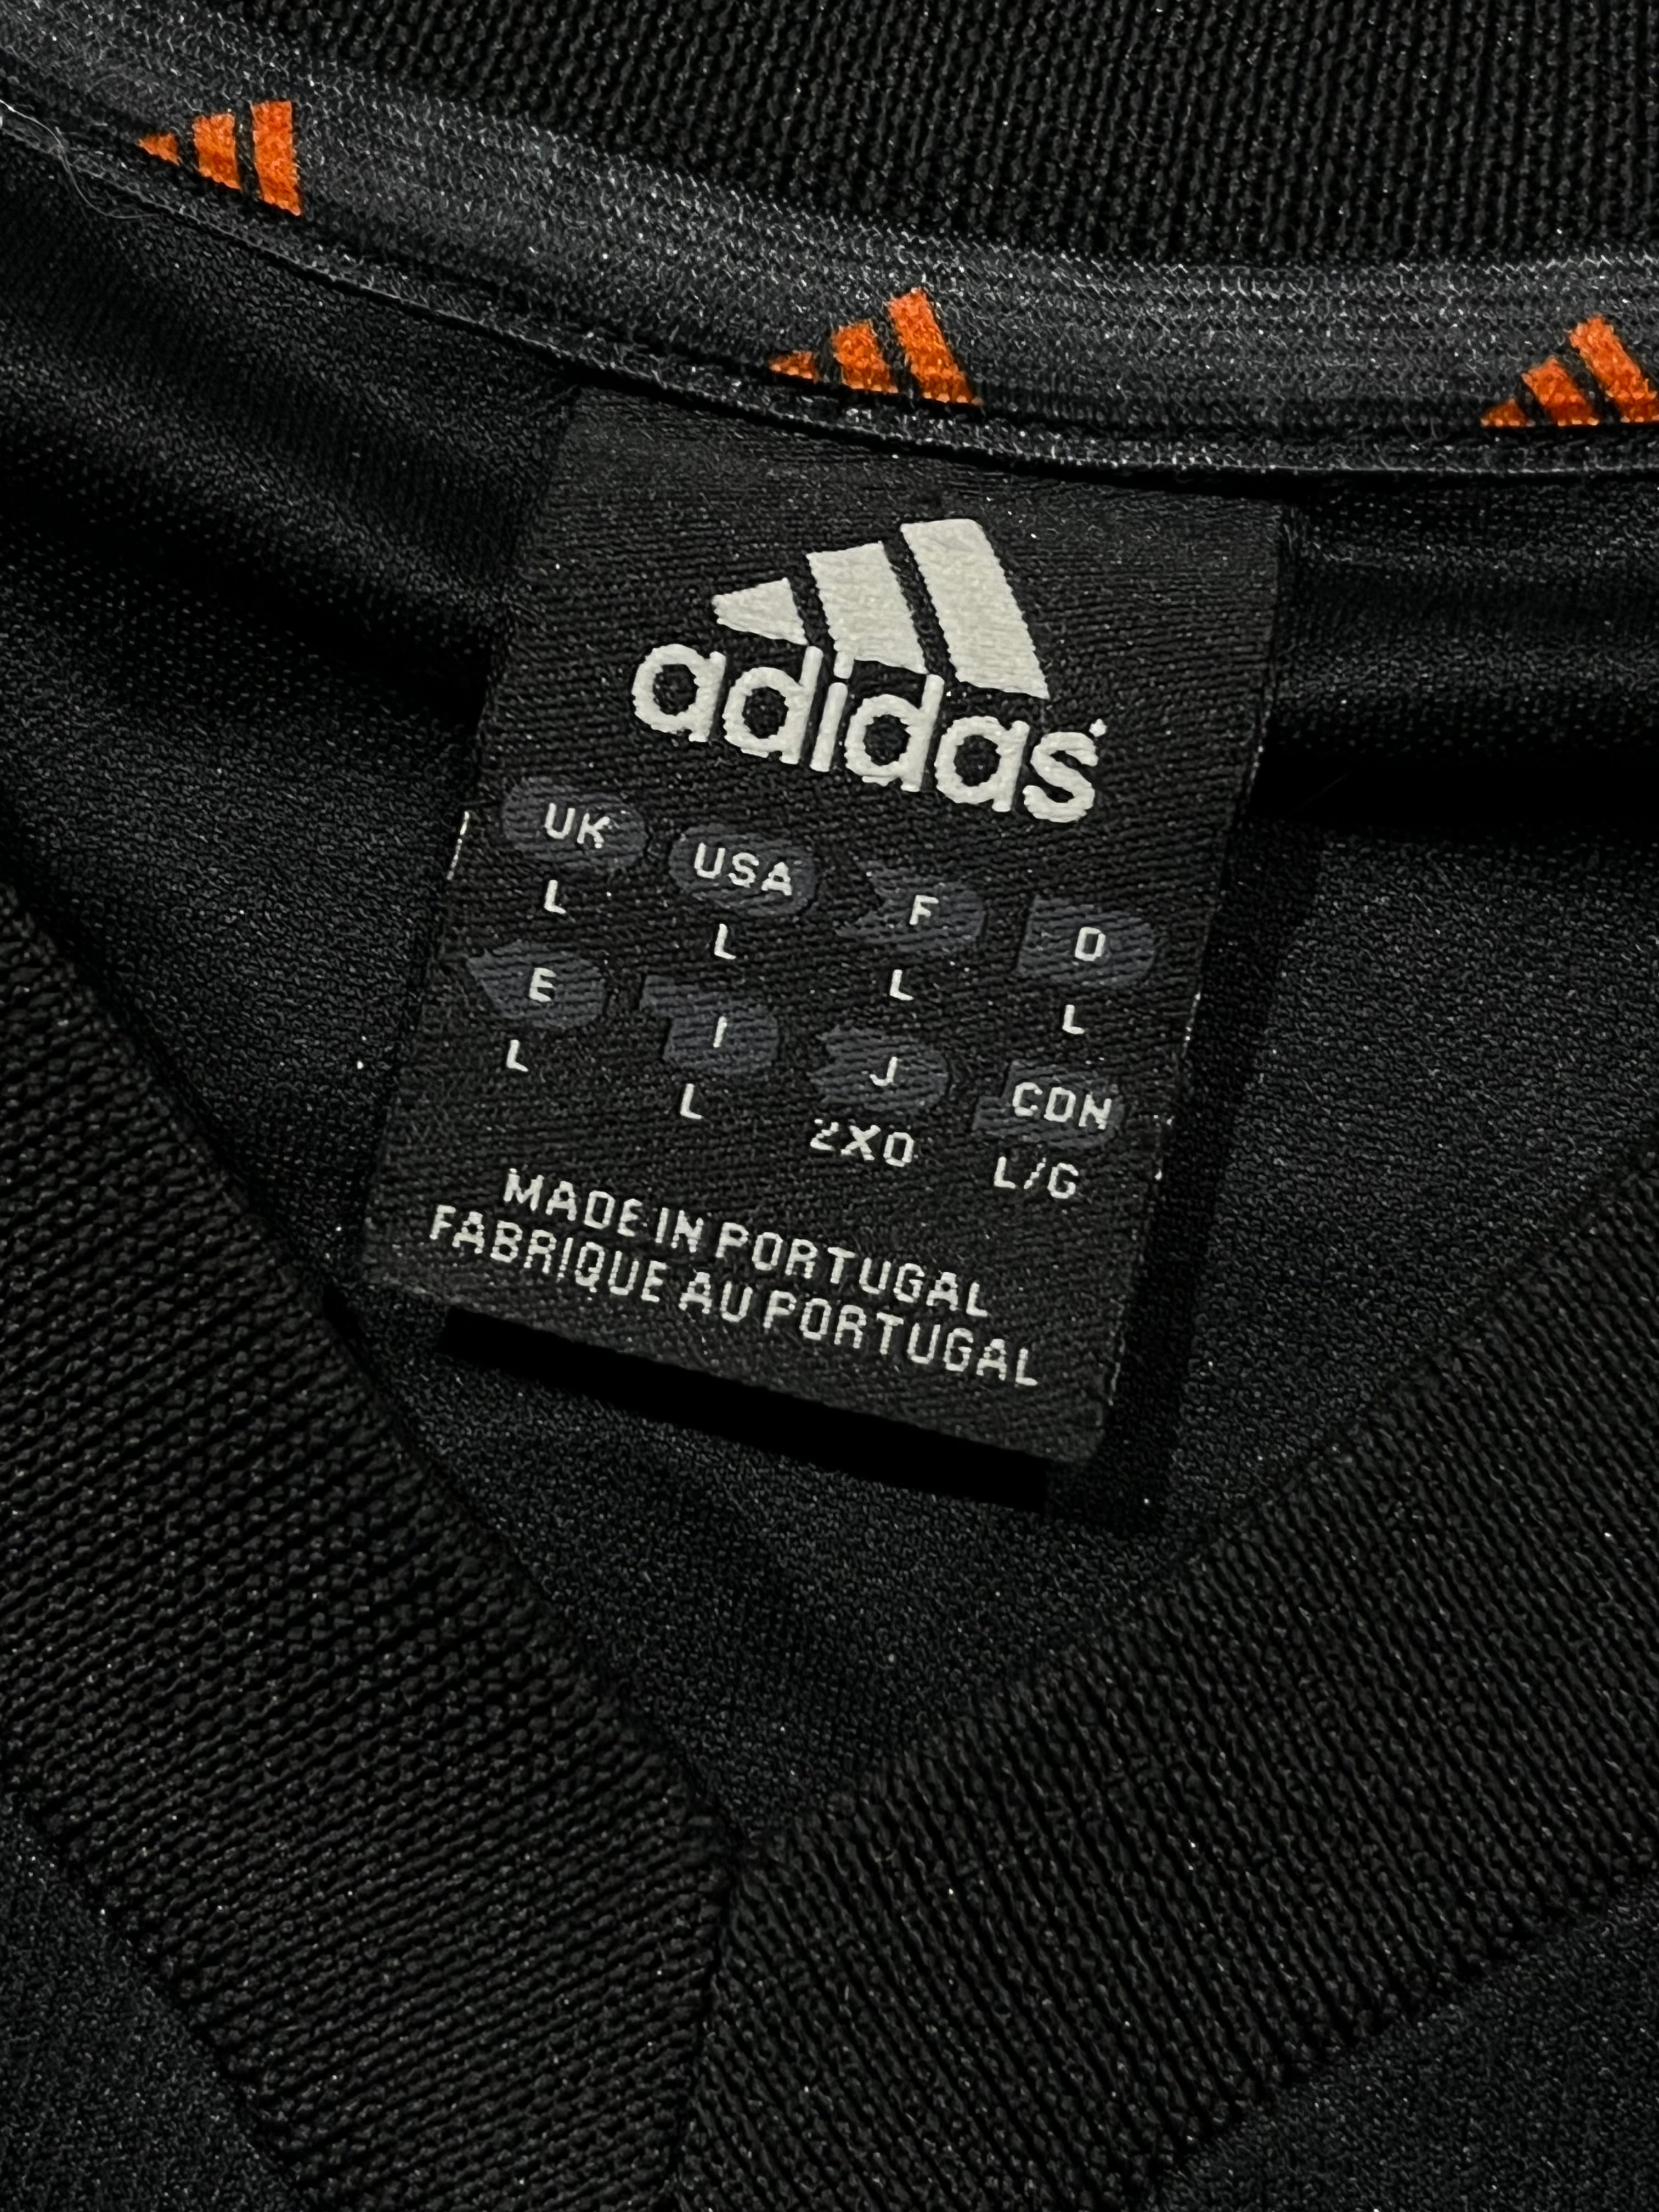 adidas
UK USA F D
L L L L
E I J CDN
L L 2XO L/G
MADE IN PORTUGAL
FABRIQUE AU PORTUGAL